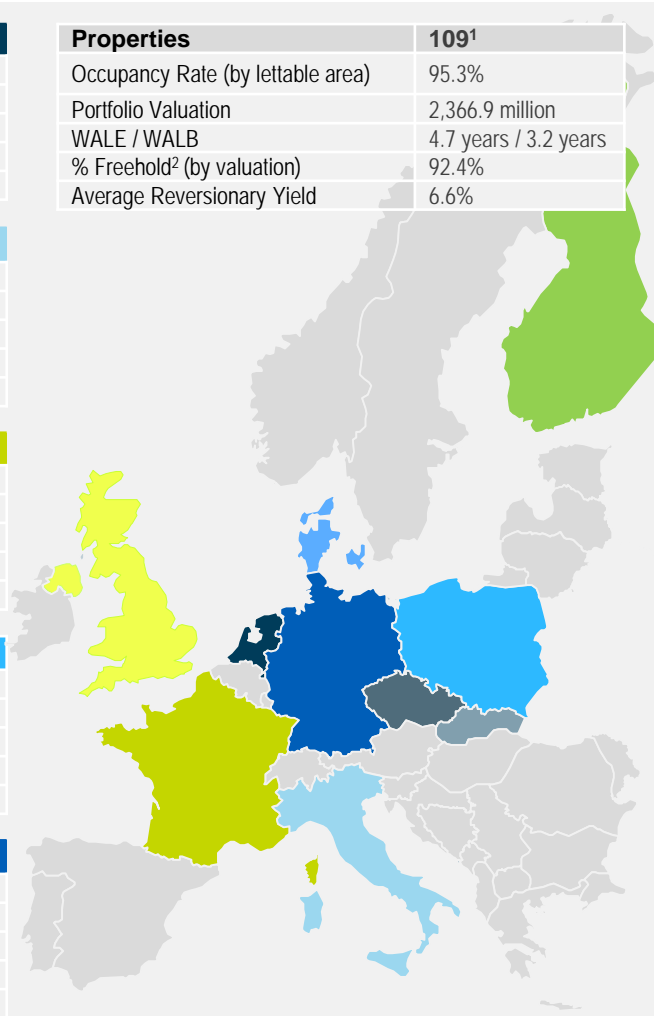 Properties 109¹
Occupancy Rate (by lettable area) 95.3%
Portfolio Valuation 2,366.9 million
WALE / WALB 4.7 years / 3.2 years
% Freehold² (by valuation) 92.4%
Average Reversionary Yield 6.6%